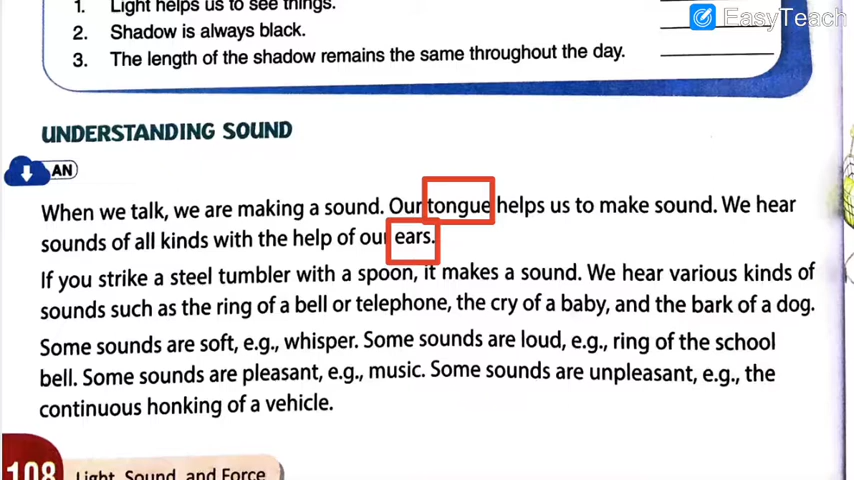 1. Light helps us to see things.
EasyTeach
2. Shadow is always black.
3. The length of the shadow remains the same throughout the day.
UNDERSTANDING SOUND
AN
When we talk, we are making a sound. Our tongue helps us to make sound. We hear
sounds of all kinds with the help of our ears.
If you strike a steel tumbler with a spoon, it makes a sound. We hear various kinds of
sounds such as the ring of a bell or telephone, the cry of a baby, and the bark of a dog.
Some sounds are soft, e.g., whisper. Some sounds are loud, e.g., ring of the school
bell. Some sounds are pleasant, e.g., music. Some sounds are unpleasant, e.g., the
continuous honking of a vehicle.
108 Light, Sound, and Force